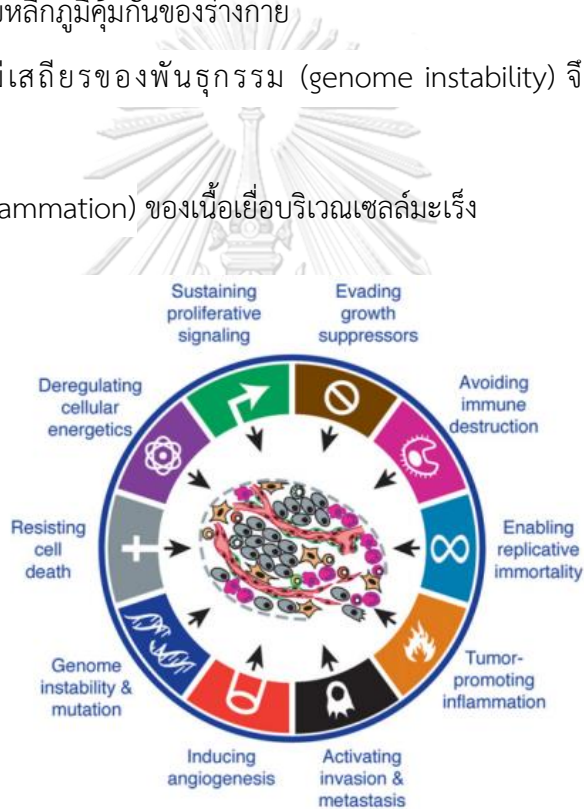 หลีกภูมิคุ้มกันของร่างกาย
เสถียรของพันธุกรรม (genome instability) จึ
ammation) ของเนื้อเยื่อบริเวณเซลล์มะเร็ง
Sustaining
proliferative
signaling
Evading
growth
suppressors
Avoiding
immune
destruction
Enabling
replicative
immortality
Tumor-
promoting
inflammation
Activating
invasion &
metastasis
Inducing
angiogenesis
Genome
instability &
mutation
Resisting
cell
death
Deregulating
cellular
energetics